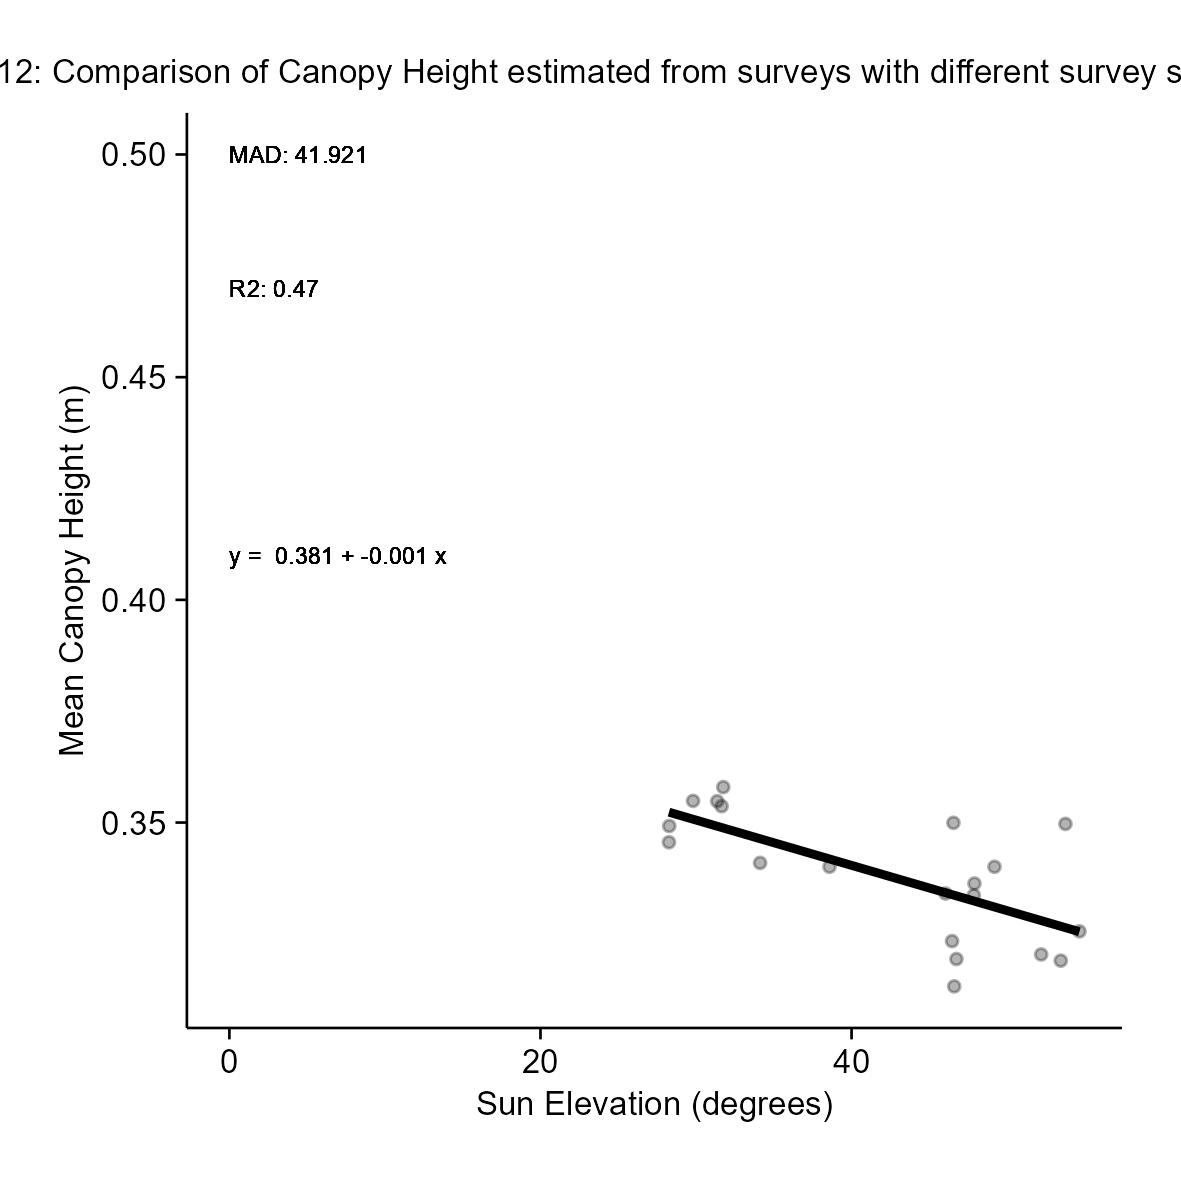 12: Comparison of Canopy Height estimated from surveys with different survey s
0.50
MAD: 41.921
R2: 0.47
0.45
y =  0.381 + -0.001 x
0.40
0.35
Mean Canopy Height (m)
0 20 40
Sun Elevation (degrees)